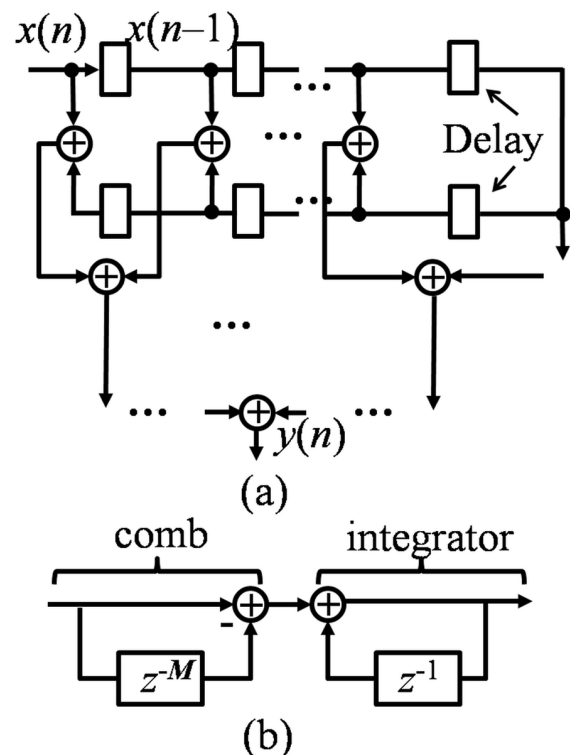 x(n) x(n–1)
Delay
y(n)
(a)
comb integrator
-
z^-M z^-1
(b)